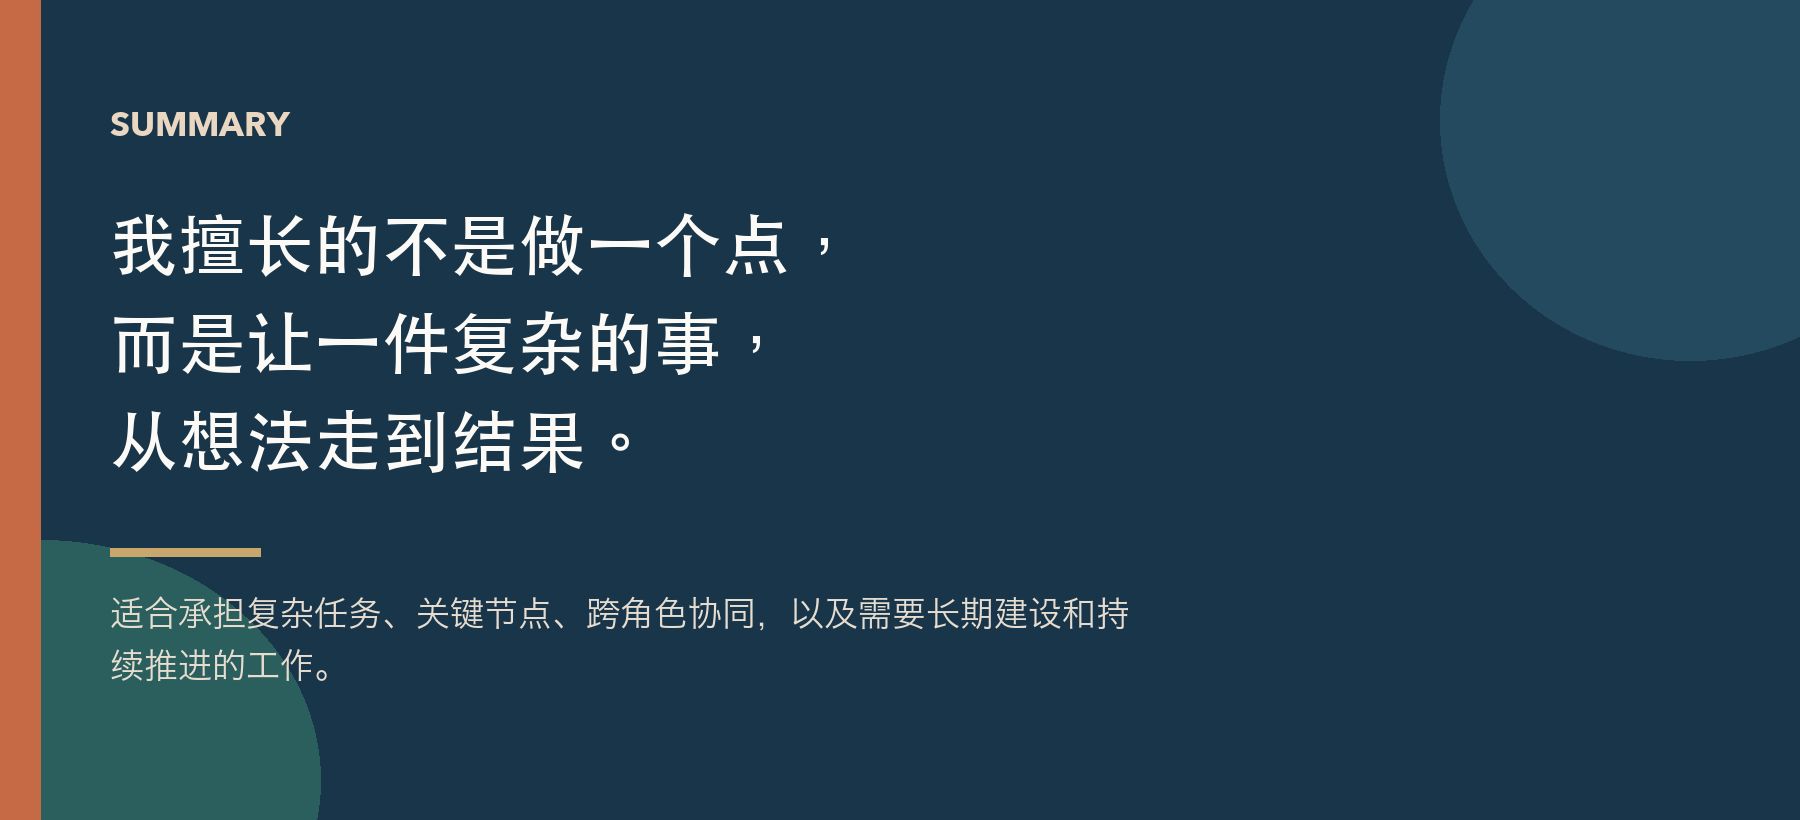 SUMMARY
我擅长的不是做一个点，
而是让一件复杂的事，
从想法走到结果。
适合承担复杂任务、关键节点、跨角色协同，以及需要长期建设和持
续推进的工作。